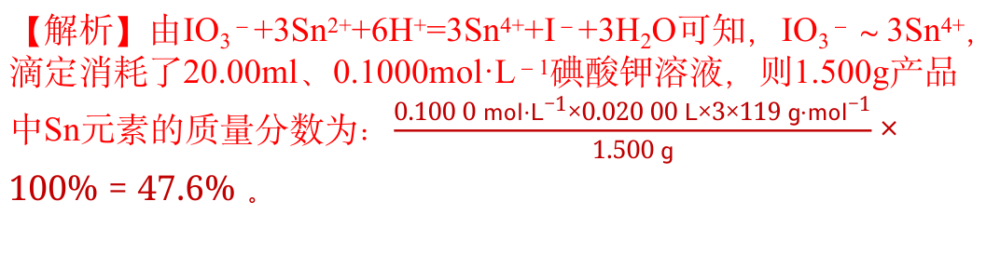 【解析】由IO₃⁻+3Sn²⁺+6H⁺=3Sn⁴⁺+I⁻+3H₂O可知，IO₃⁻ ~ 3Sn⁴⁺,
滴定消耗了20.00ml、0.1000mol·L⁻¹碘酸钾溶液，则1.500g产品
中Sn元素的质量分数为：(0.100 0 mol·L⁻¹×0.020 00 L×3×119 g·mol⁻¹)/(1.500 g) ×
100% = 47.6% 。